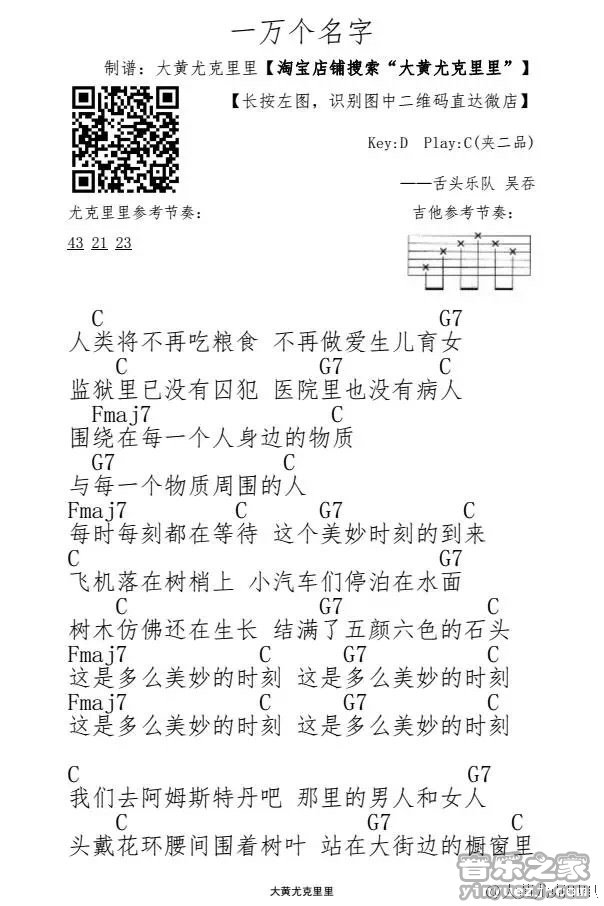 一万个名字
制谱：大黄尤克里里【淘宝店铺搜索“大黄尤克里里”】
【长按左图，识别图中二维码直达微店】
Key:D Play:C(夹二品)
——舌头乐队 吴吞
尤克里里参考节奏： 吉他参考节奏：
43 21 23
C G7
人类将不再吃粮食 不再做爱生儿育女
C G7 C
监狱里已没有囚犯 医院里也没有病人
Fmaj7 C
围绕在每一个人身边的物质
G7 C
与每一个物质周围的人
Fmaj7 C G7 C
每时每刻都在等待 这个美妙时刻的到来
C G7
飞机落在树梢上 小汽车们停泊在水面
C G7 C
树木仿佛还在生长 结满了五颜六色的石头
Fmaj7 C G7 C
这是多么美妙的时刻 这是多么美妙的时刻
Fmaj7 C G7 C
这是多么美妙的时刻 这是多么美妙的时刻
C G7
我们去阿姆斯特丹吧 那里的男人和女人
C G7 C
头戴花环腰间围着树叶 站在大街边的橱窗里
音乐之家
大黄尤克里里